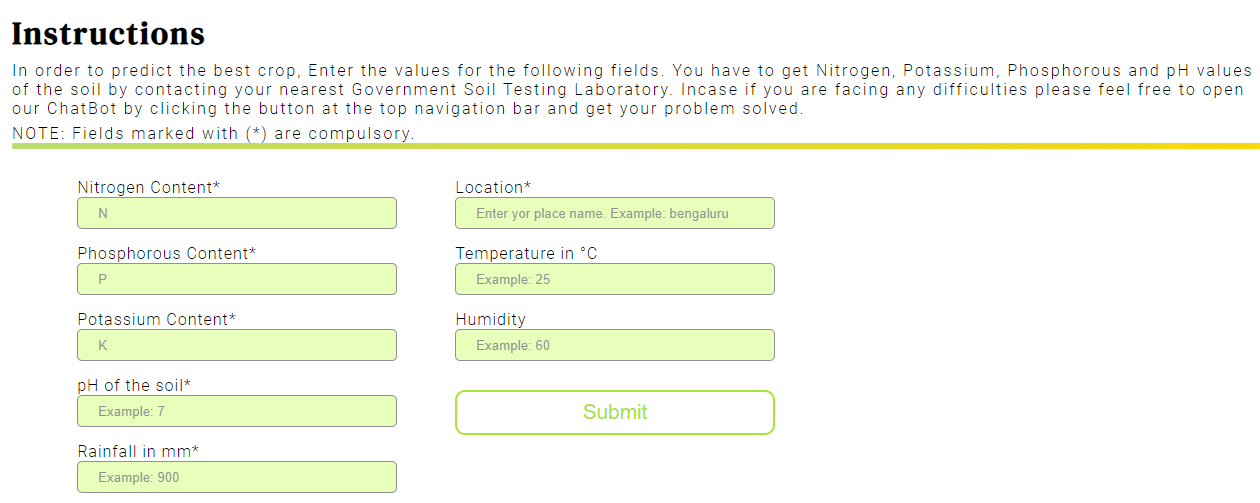 Instructions
In order to predict the best crop, Enter the values for the following fields. You have to get Nitrogen, Potassium, Phosphorous and pH values
of the soil by contacting your nearest Government Soil Testing Laboratory. Incase if you are facing any difficulties please feel free to open
our ChatBot by clicking the button at the top navigation bar and get your problem solved.
NOTE: Fields marked with (*) are compulsory.
Nitrogen Content*
N
Phosphorous Content*
P
Potassium Content*
K
pH of the soil*
Example: 7
Rainfall in mm*
Example: 900
Location*
Enter yor place name. Example: bengaluru
Temperature in °C
Example: 25
Humidity
Example: 60
Submit